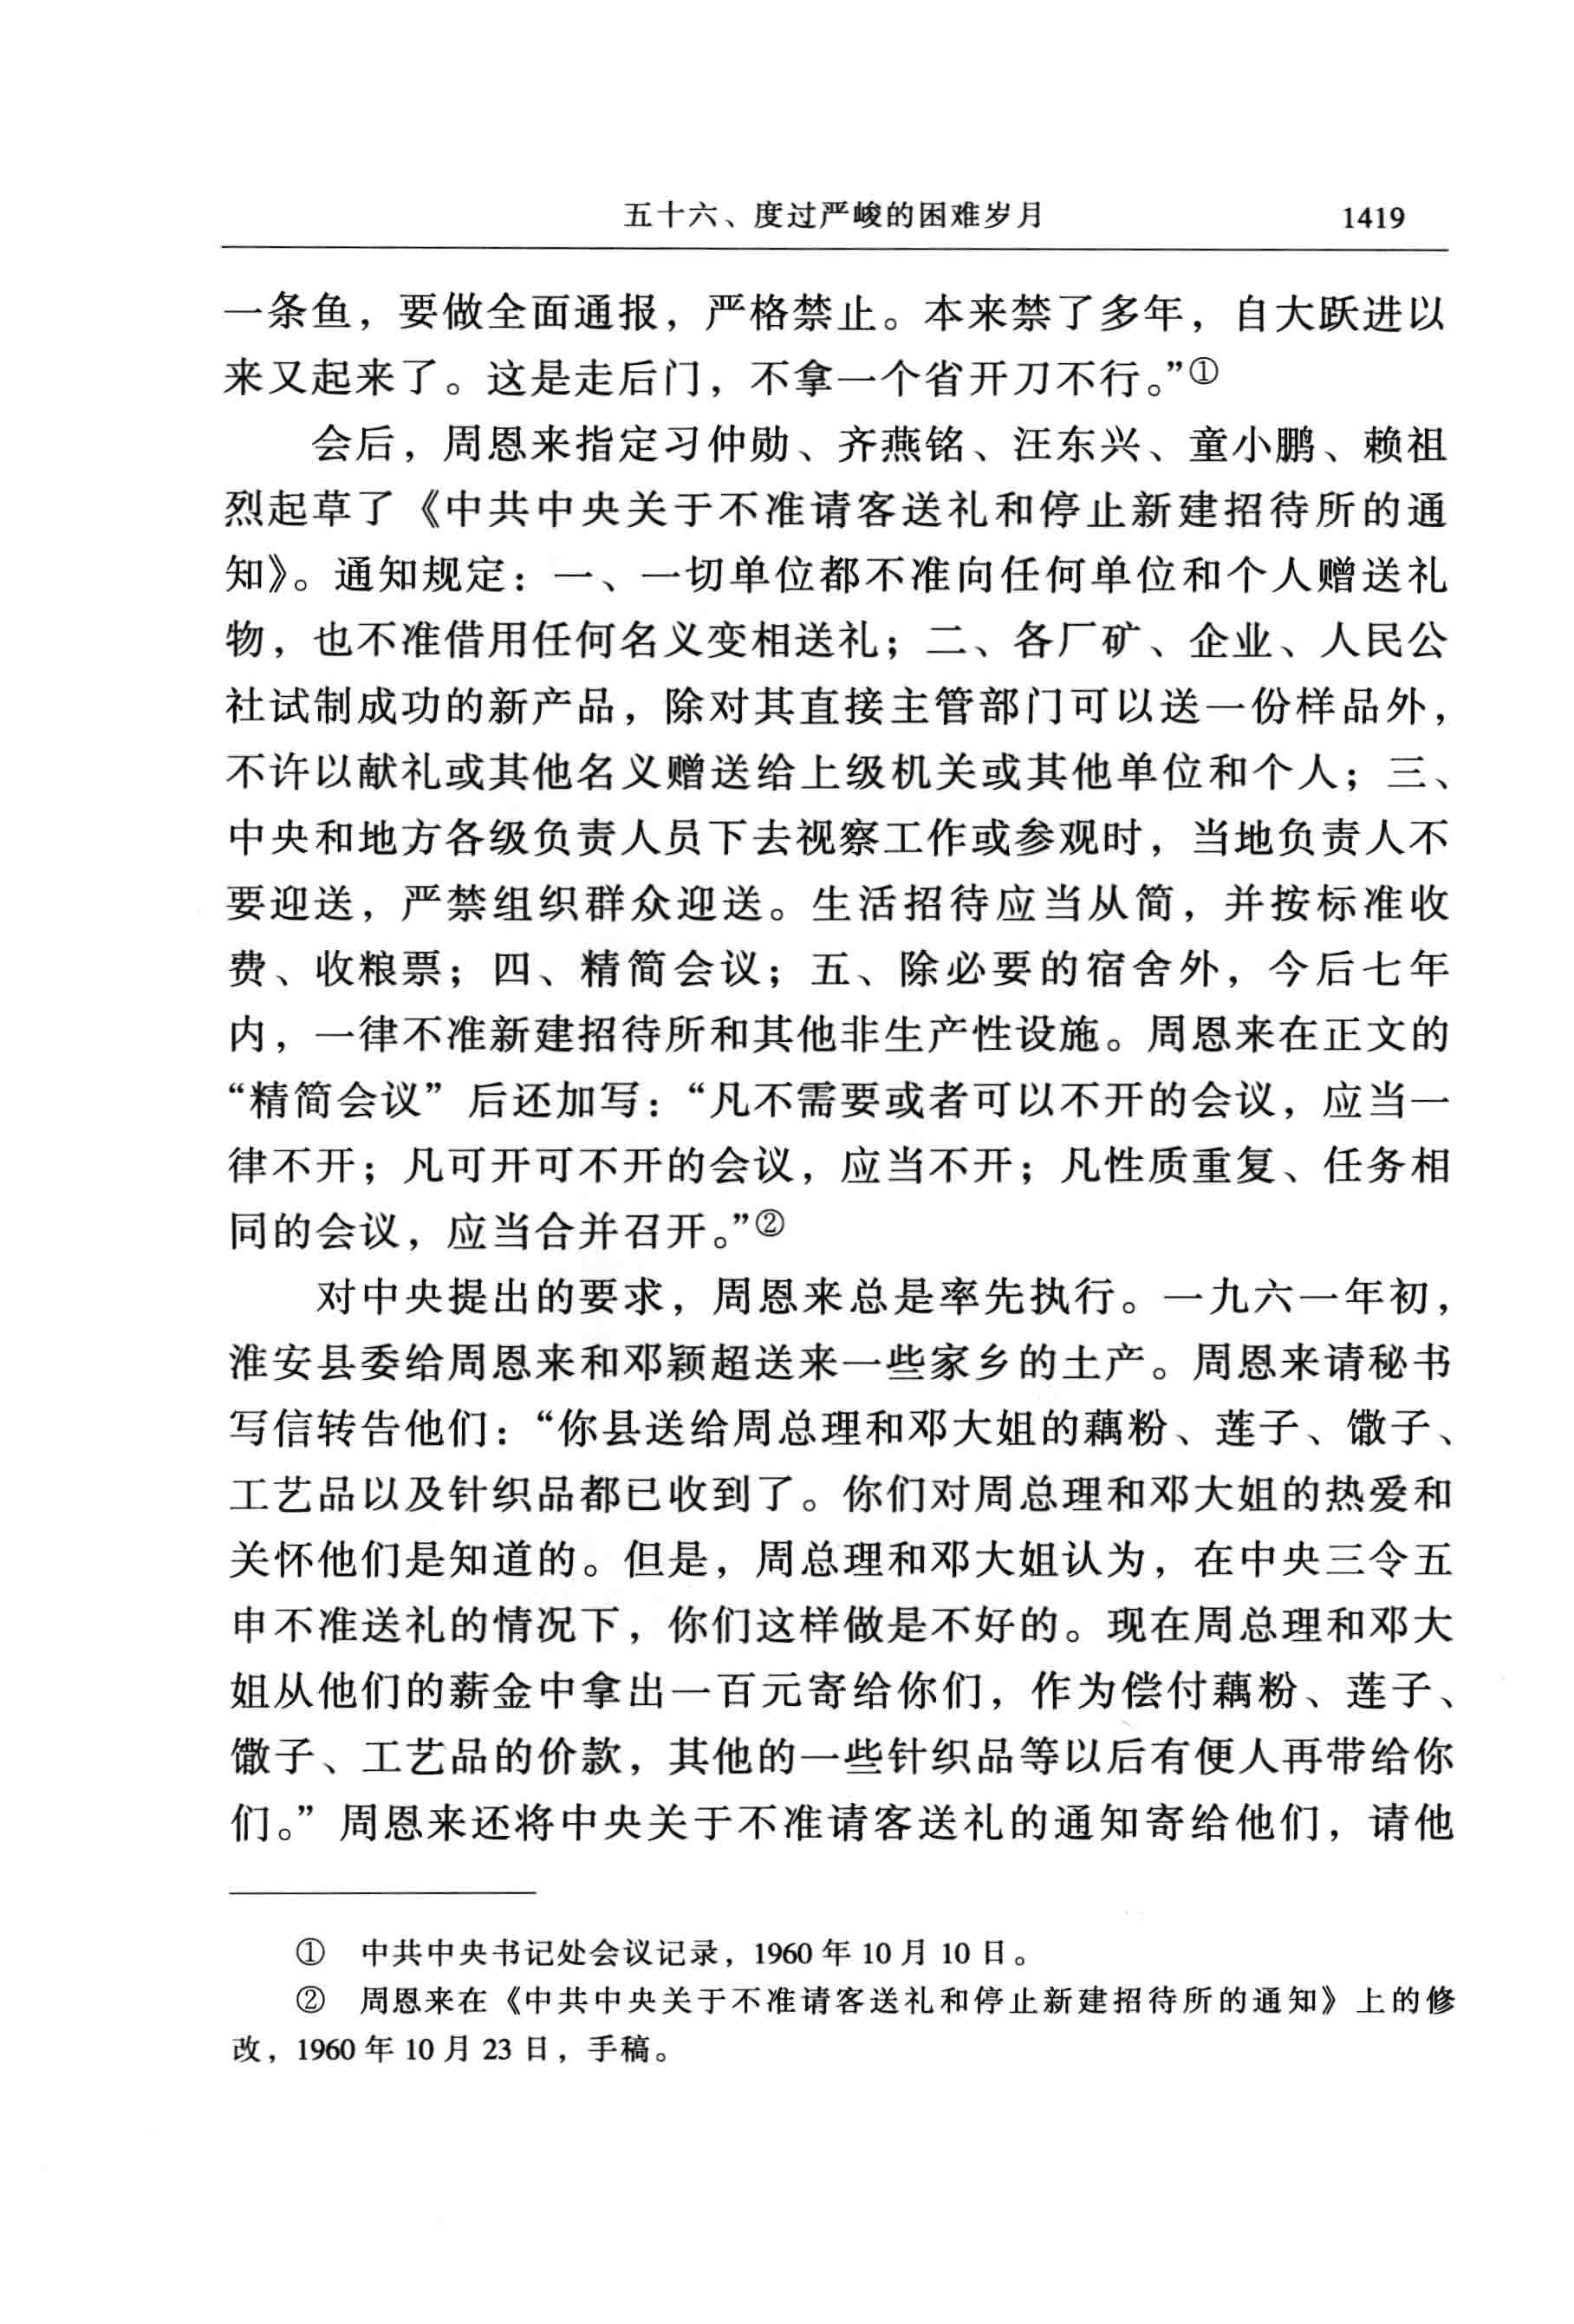 五十六、度过严峻的困难岁月 1419
一条鱼，要做全面通报，严格禁止。本来禁了多年，自大跃进以
来又起来了。这是走后门，不拿一个省开刀不行。”①
会后，周恩来指定习仲勋、齐燕铭、汪东兴、童小鹏、赖祖
烈起草了《中共中央关于不准请客送礼和停止新建招待所的通
知》。通知规定：一、一切单位都不准向任何单位和个人赠送礼
物，也不准借用任何名义变相送礼；二、各厂矿、企业、人民公
社试制成功的新产品，除对其直接主管部门可以送一份样品外，
不许以献礼或其他名义赠送给上级机关或其他单位和个人；三、
中央和地方各级负责人员下去视察工作或参观时，当地负责人不
要迎送，严禁组织群众迎送。生活招待应当从简，并按标准收
费、收粮票；四、精简会议；五、除必要的宿舍外，今后七年
内，一律不准新建招待所和其他非生产性设施。周恩来在正文的
“精简会议”后还加写：“凡不需要或者可以不开的会议，应当一
律不开；凡可开可不开的会议，应当不开；凡性质重复、任务相
同的会议，应当合并召开。”②
对中央提出的要求，周恩来总是率先执行。一九六一年初，
淮安县委给周恩来和邓颖超送来一些家乡的土产。周恩来请秘书
写信转告他们：“你县送给周总理和邓大姐的藕粉、莲子、馓子、
工艺品以及针织品都已收到了。你们对周总理和邓大姐的热爱和
关怀他们是知道的。但是，周总理和邓大姐认为，在中央三令五
申不准送礼的情况下，你们这样做是不好的。现在周总理和邓大
姐从他们的薪金中拿出一百元寄给你们，作为偿付藕粉、莲子、
馓子、工艺品的价款，其他的一些针织品等以后有便人再带给你
们。”周恩来还将中央关于不准请客送礼的通知寄给他们，请他
① 中共中央书记处会议记录，1960 年 10 月 10 日。
② 周恩来在《中共中央关于不准请客送礼和停止新建招待所的通知》上的修
改，1960 年 10 月 23 日，手稿。